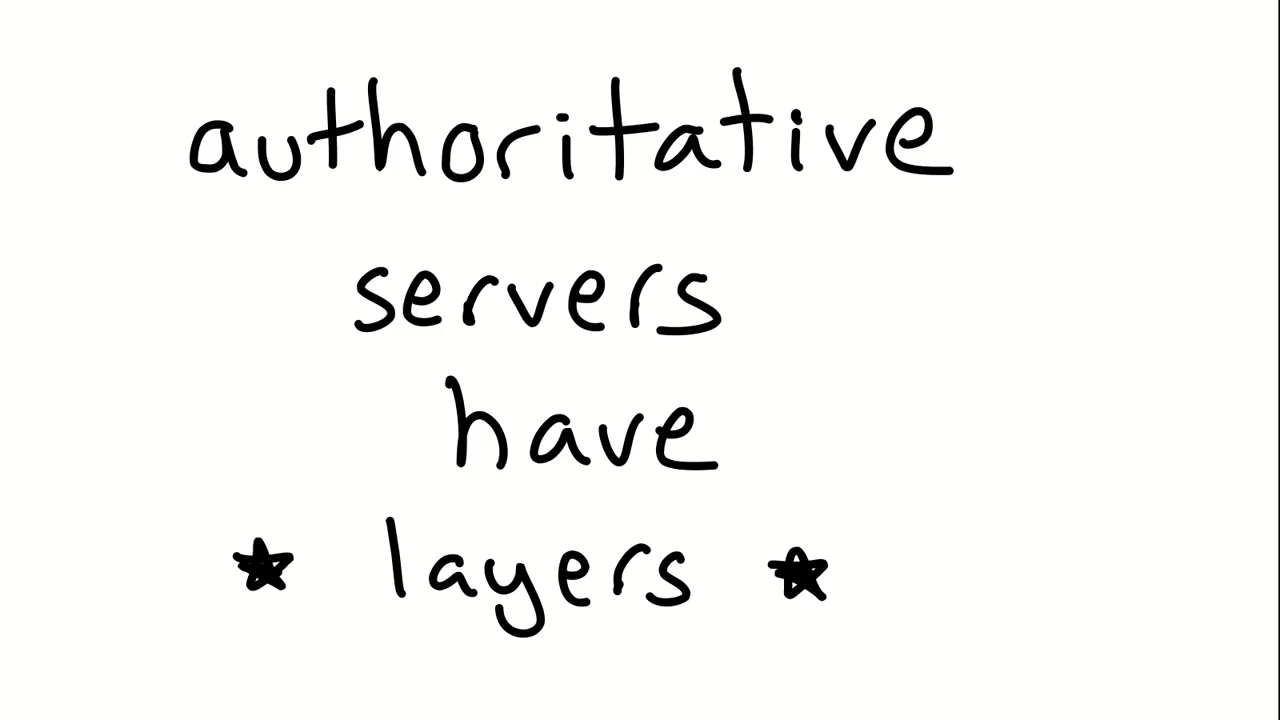 authoritative
servers
have
★ layers ★